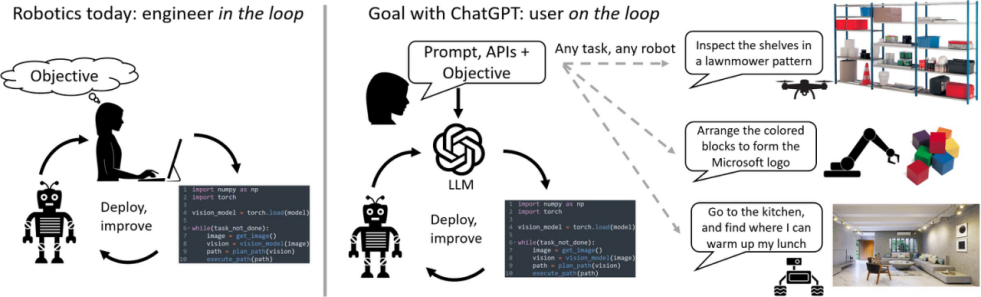 Robotics today: engineer in the loop
Objective
Deploy,
improve
1 import numpy as np
2 import torch
3
4 vision_model = torch.load(model)
5
6 while(task_not_done):
7 image = get_image()
8 vision = vision_model(image)
9 path = plan_path(vision)
10 execute_path(path)
Goal with ChatGPT: user on the loop
Prompt, APIs +
Objective
LLM
Deploy,
improve
1 import numpy as np
2 import torch
3
4 vision_model = torch.load(model)
5
6 while(task_not_done):
7 image = get_image()
8 vision = vision_model(image)
9 path = plan_path(vision)
10 execute_path(path)
Any task, any robot
Inspect the shelves in
a lawnmower pattern
Arrange the colored
blocks to form the
Microsoft logo
Go to the kitchen,
and find where I can
warm up my lunch